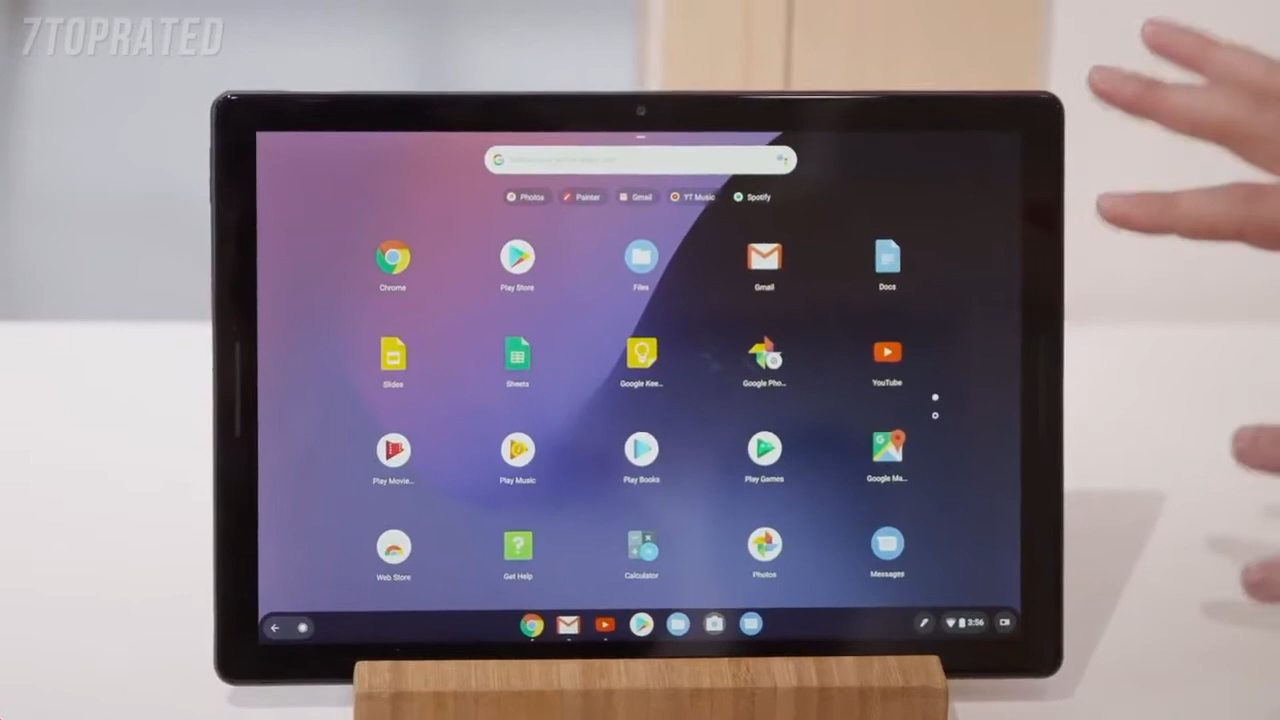 7TOPRATED
Photos Painter Gmail YT Music Spotify
Chrome Play Store Files Gmail Docs
Slides Sheets Google Kee... Google Pho... YouTube
Play Movie... Play Music Play Books Play Games Google Ma...
Web Store Get Help Calculator Photos Messages
3:56